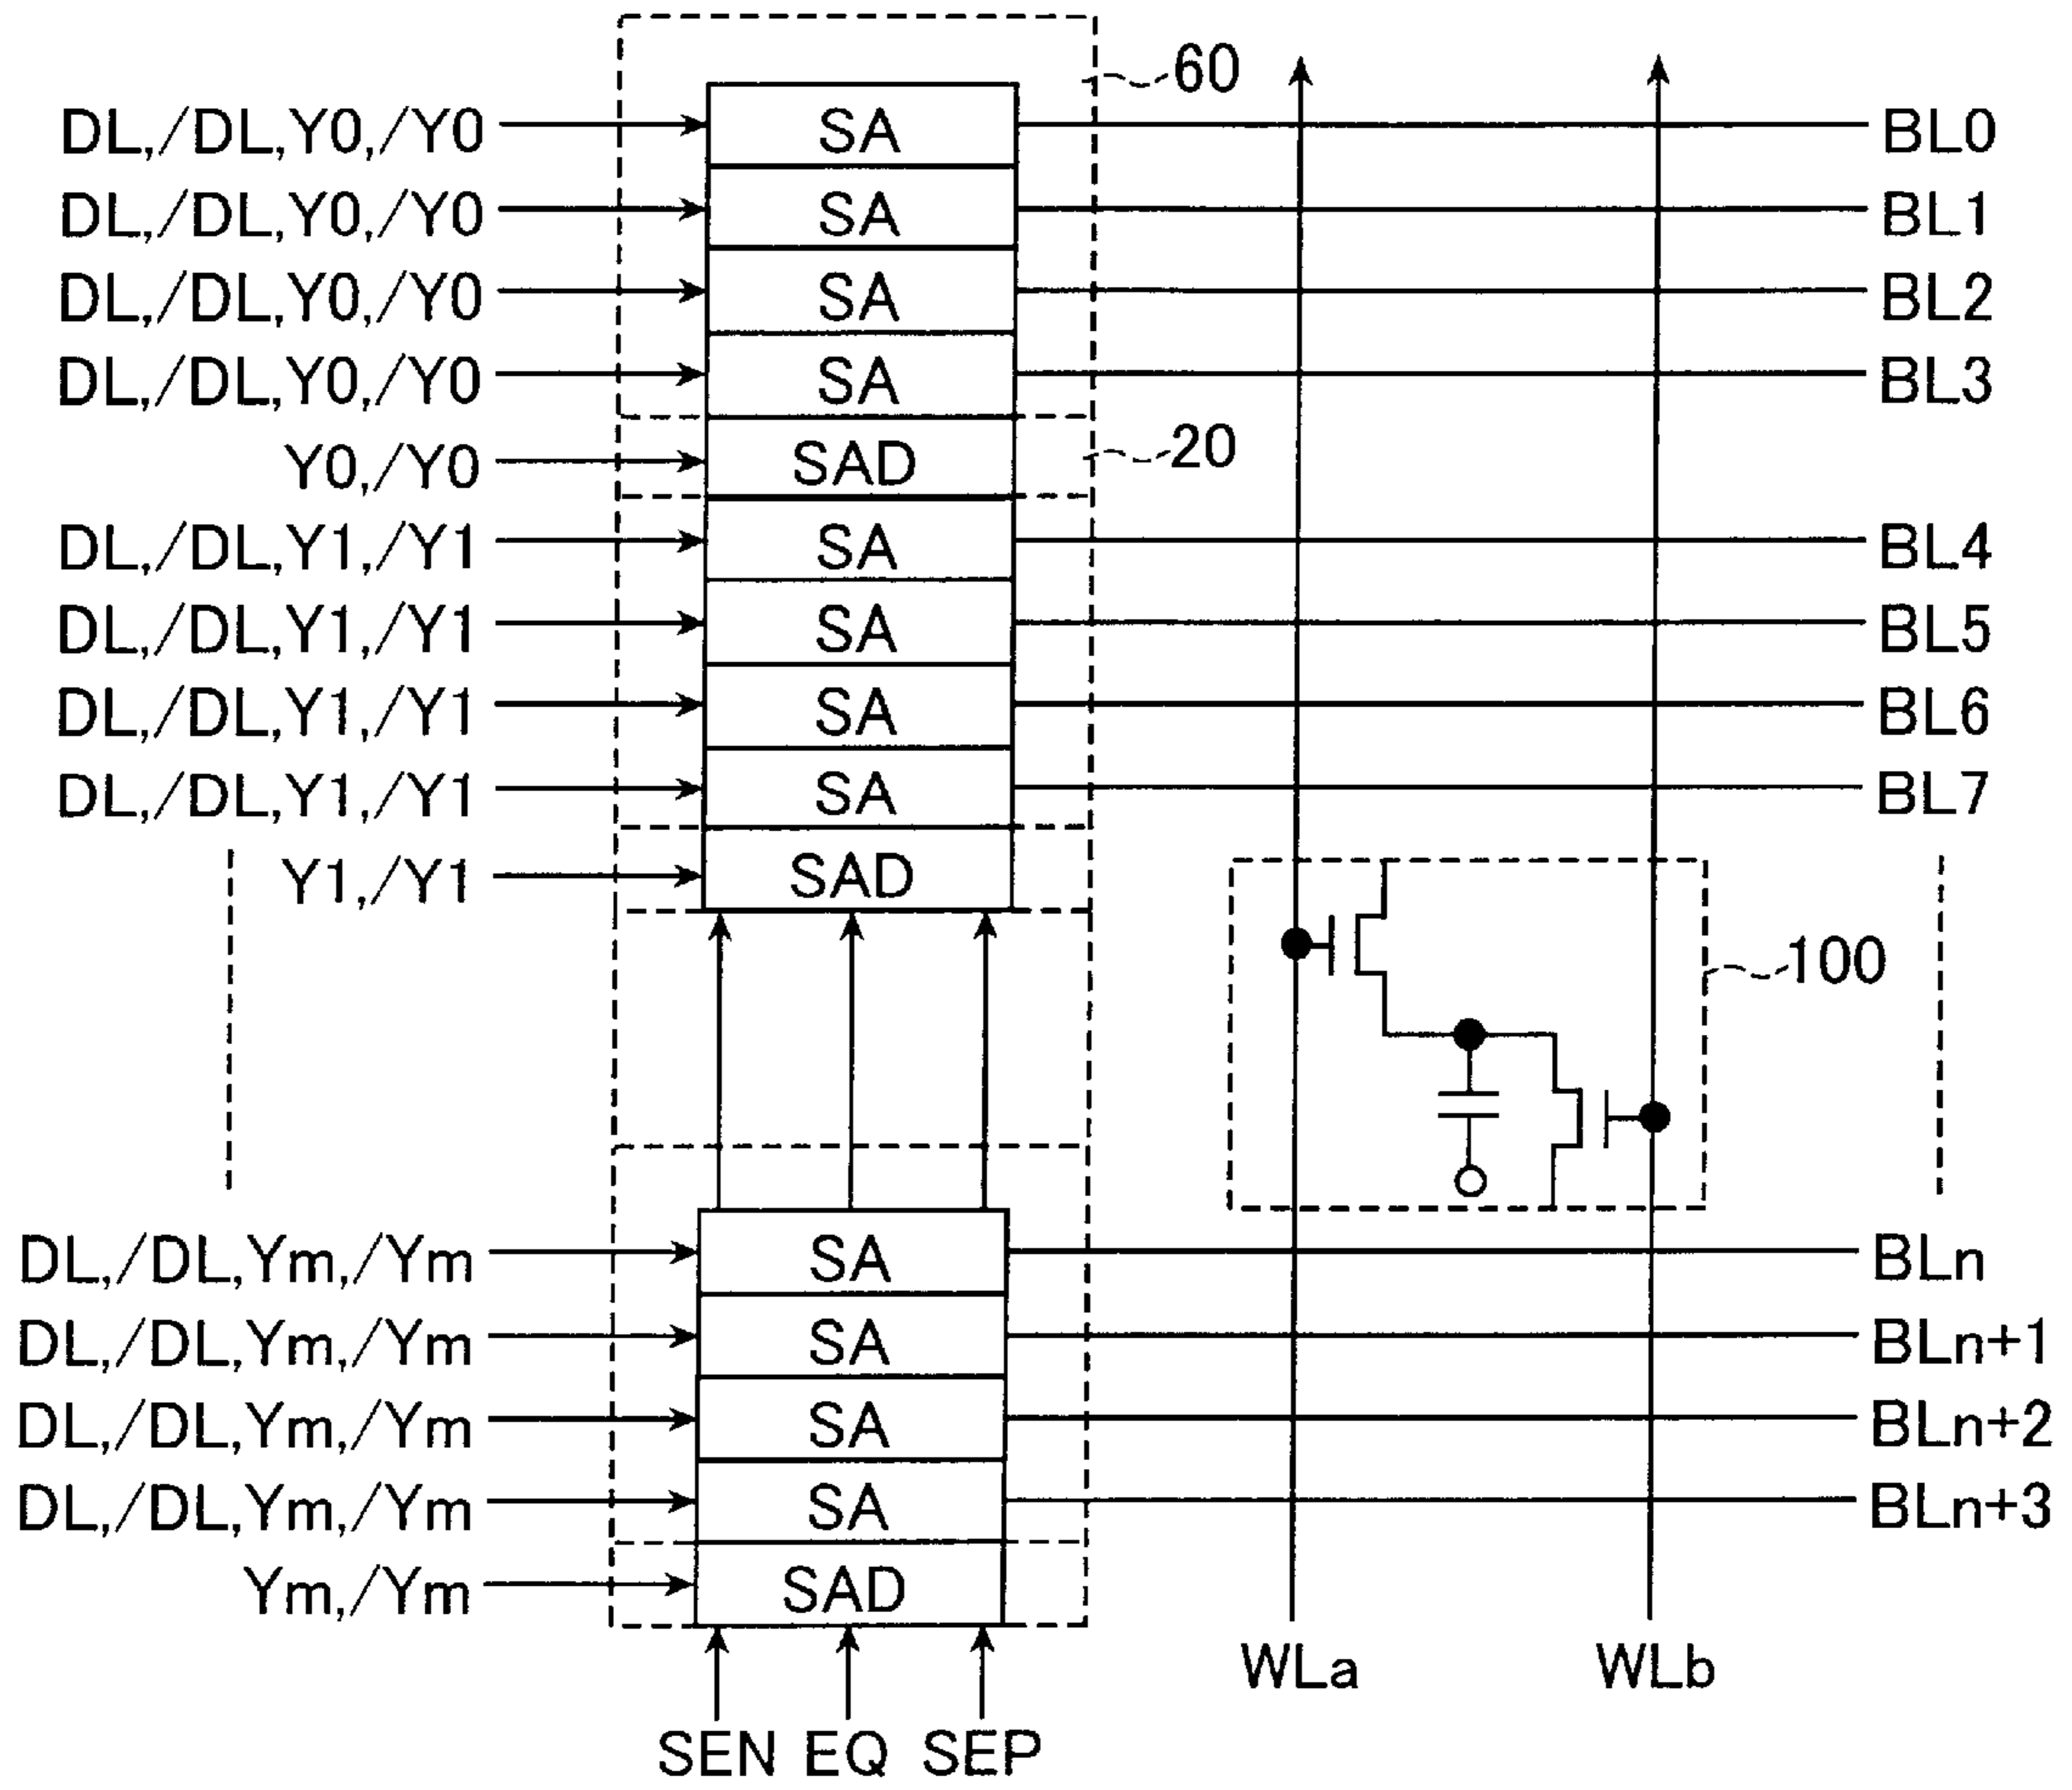 60
DL,/DL,Y0,/Y0 SA BL0
DL,/DL,Y0,/Y0 SA BL1
DL,/DL,Y0,/Y0 SA BL2
DL,/DL,Y0,/Y0 SA BL3
Y0,/Y0 SAD 20
DL,/DL,Y1,/Y1 SA BL4
DL,/DL,Y1,/Y1 SA BL5
DL,/DL,Y1,/Y1 SA BL6
DL,/DL,Y1,/Y1 SA BL7
Y1,/Y1 SAD
100
DL,/DL,Ym,/Ym SA BLn
DL,/DL,Ym,/Ym SA BLn+1
DL,/DL,Ym,/Ym SA BLn+2
DL,/DL,Ym,/Ym SA BLn+3
Ym,/Ym SAD
WLa WLb
SEN EQ SEP